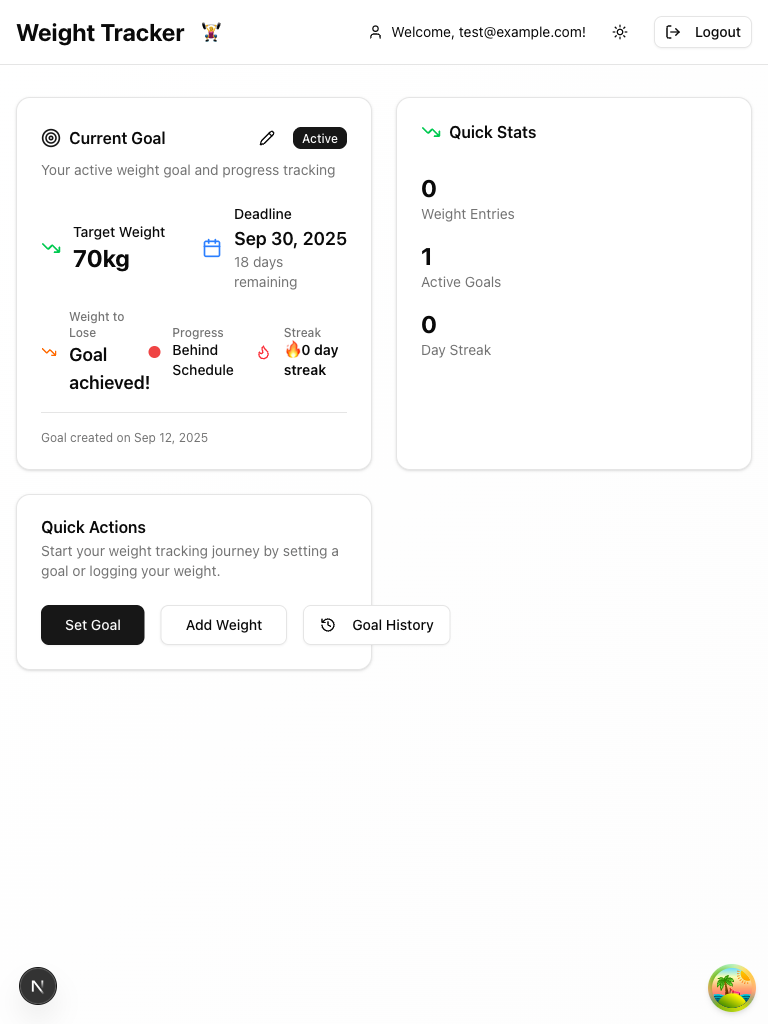 Weight Tracker
Welcome, test@example.com!
Logout
Current Goal
Active
Your active weight goal and progress tracking
Target Weight
70kg
Deadline
Sep 30, 2025
18 days
remaining
Weight to
Lose
Goal
achieved!
Progress
Behind
Schedule
Streak
🔥0 day
streak
Goal created on Sep 12, 2025
Quick Stats
0
Weight Entries
1
Active Goals
0
Day Streak
Quick Actions
Start your weight tracking journey by setting a
goal or logging your weight.
Set Goal
Add Weight
Goal History
N